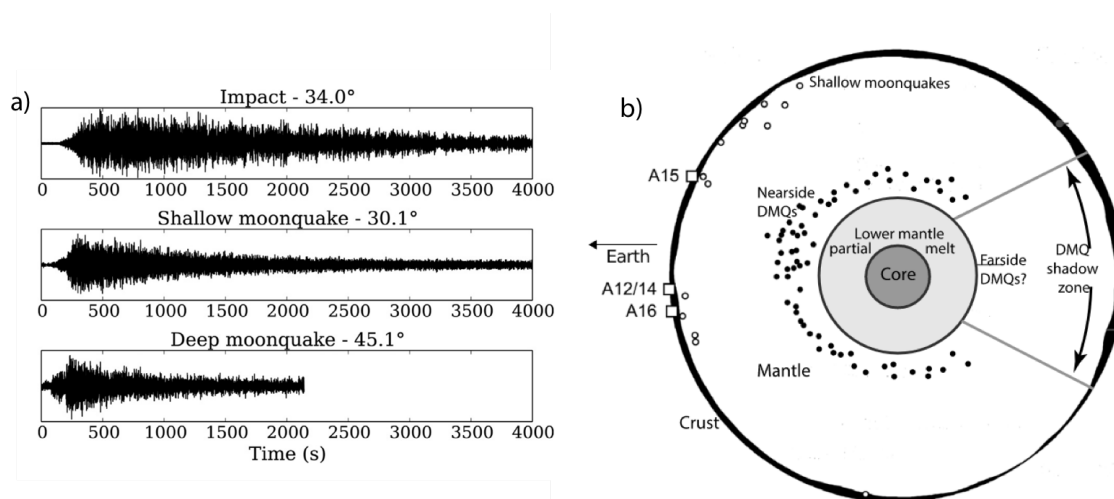 a)
Impact - 34.0°
0 500 1000 1500 2000 2500 3000 3500 4000
Shallow moonquake - 30.1°
0 500 1000 1500 2000 2500 3000 3500 4000
Deep moonquake - 45.1°
0 500 1000 1500 2000 2500 3000 3500 4000
Time (s)
b)
Shallow moonquakes
A15
Nearside
DMQs
Lower mantle
partial melt
Earth
Core
Farside
DMQs?
DMQ
shadow
zone
A12/14
A16
Mantle
Crust